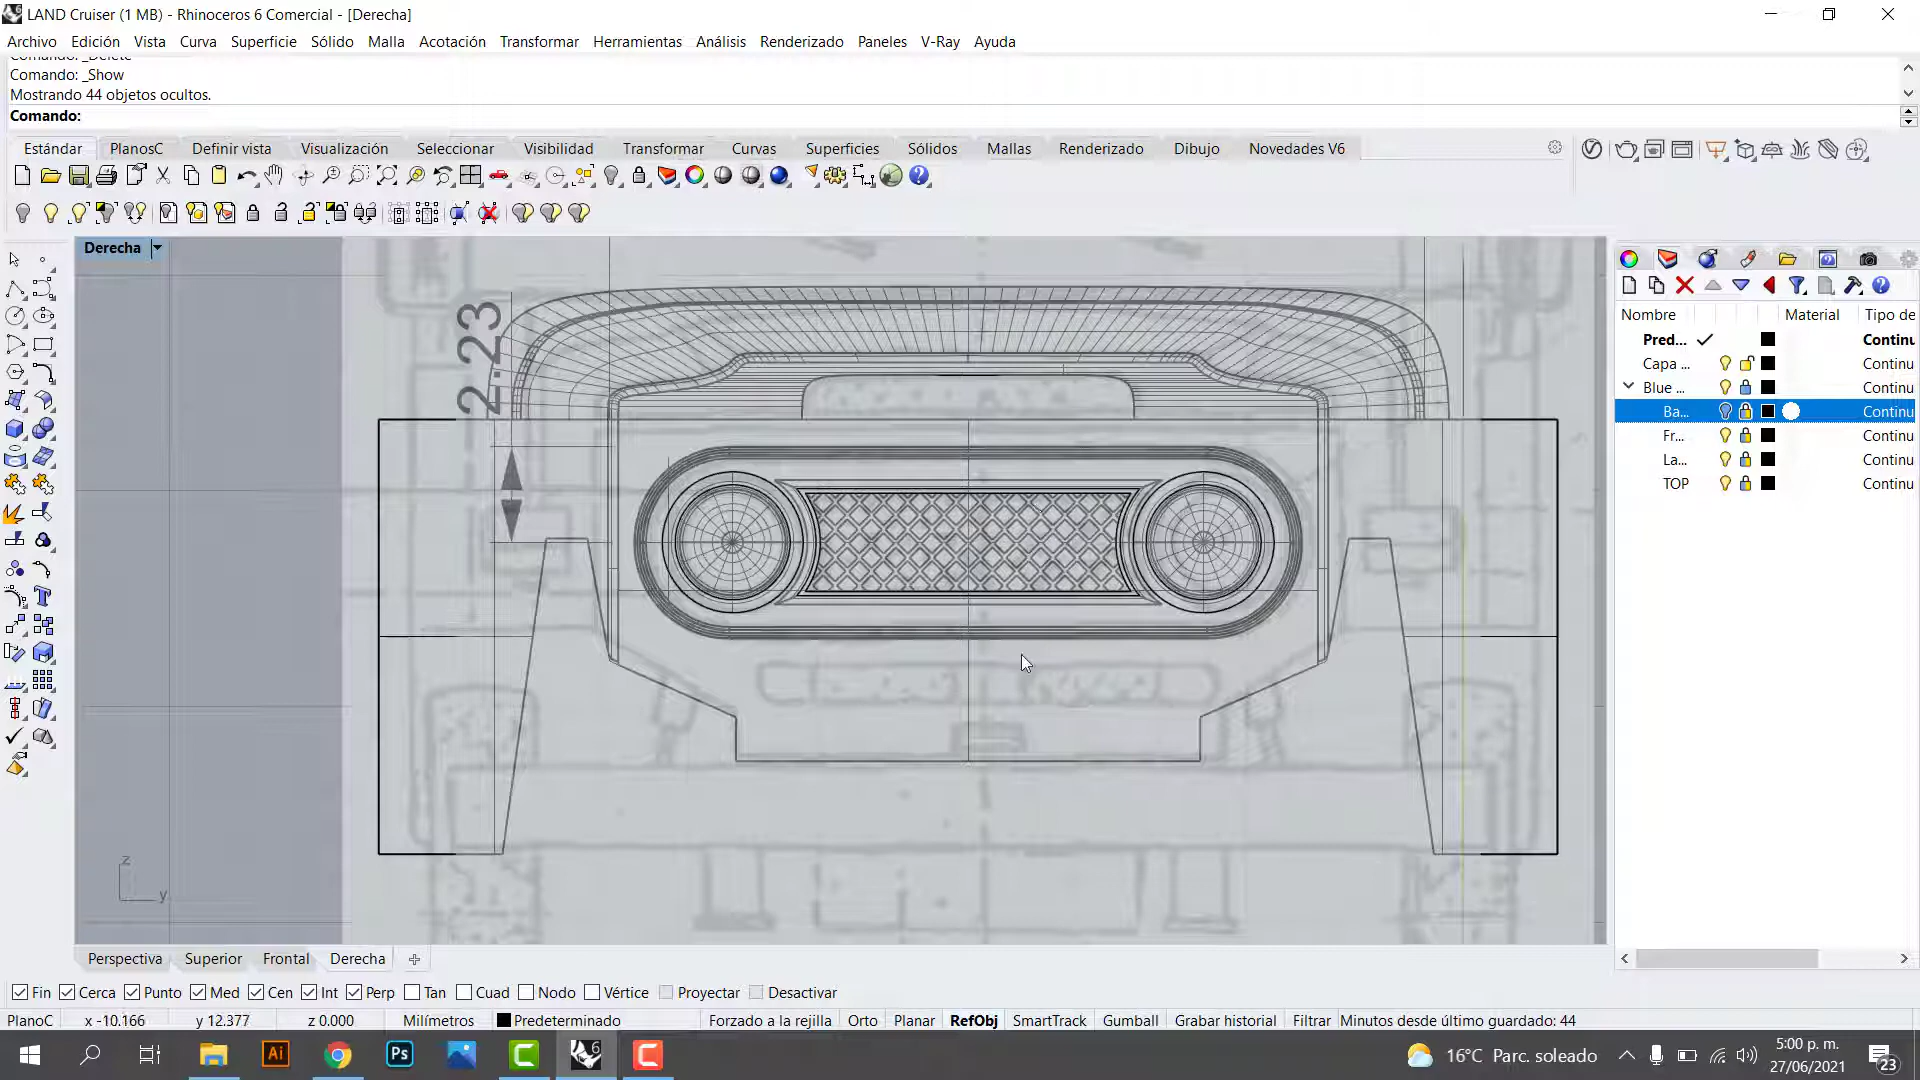 LAND Cruiser (1 MB) - Rhinoceros 6 Comercial - [Derecha]
Archivo Edición Vista Curva Superficie Sólido Malla Acotación Transformar Herramientas Análisis Renderizado Paneles V-Ray Ayuda
Comando: _Delete
Comando: _Show
Mostrando 44 objetos ocultos.
Comando:
Estándar PlanosC Definir vista Visualización Seleccionar Visibilidad Transformar Curvas Superficies Sólidos Mallas Renderizado Dibujo Novedades V6
Derecha
Nombre Material Tipo de
Pred... Continu
Capa ... Continu
Blue ... Continu
Ba... Continu
Fr... Continu
La... Continu
TOP Continu
2.23
z
y
Perspectiva Superior Frontal Derecha
Fin Cerca Punto Med Cen Int Perp Tan Cuad Nodo Vértice Proyectar Desactivar
PlanoC x -10.166 y 12.377 z 0.000 Milímetros Predeterminado Forzado a la rejilla Orto Planar RefObj SmartTrack Gumball Grabar historial Filtrar Minutos desde último guardado: 44
Ai Ps 6 16°C Parc. soleado 5:00 p. m.
27/06/2021
23